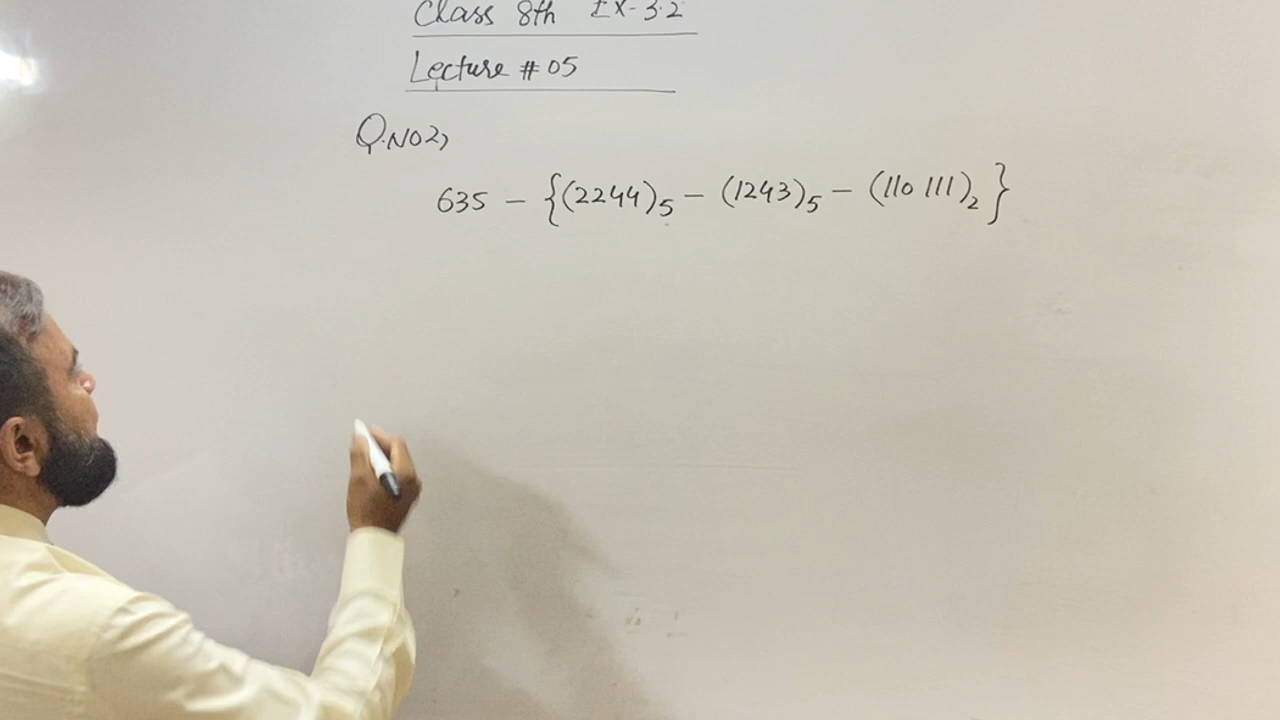 Class 8th Ex-3.2
Lecture # 05
Q.NO2,
635 - {(2244)₅ - (1243)₅ - (110 111)₂}